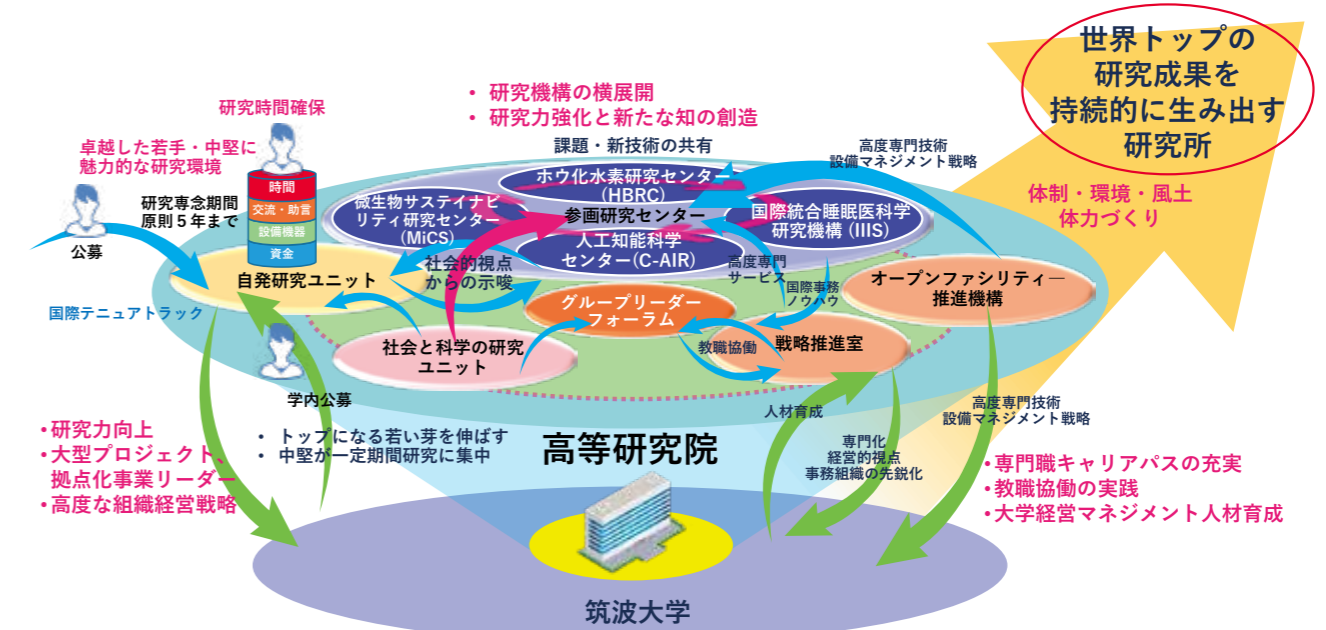 世界トップの
研究成果を
持続的に生み出す
研究所
体制・環境・風土
体力づくり
研究時間確保
卓越した若手・中堅に
魅力的な研究環境
研究専念期間
原則５年まで
公募
時間
交流・助言
設備機器
資金
自発研究ユニット
国際テニュアトラック
• 研究機構の横展開
• 研究力強化と新たな知の創造
課題・新技術の共有
ホウ化水素研究センター
(HBRC)
微生物サステイナビ
リティ研究センター
(MiCS)
参画研究センター
国際統合睡眠医科学
研究機構 (IIIS)
人工知能科学
センター(C-AIR)
高度専門技術
設備マネジメント戦略
社会的視点
からの示唆
高度専門
サービス
国際事務
ノウハウ
オープンファシリティー
推進機構
グループリーダー
フォーラム
社会と科学の研究
ユニット
教職協働
戦略推進室
学内公募
• トップになる若い芽を伸ばす
• 中堅が一定期間研究に集中
•研究力向上
•大型プロジェクト、
拠点化事業リーダー
•高度な組織経営戦略
高等研究院
人材育成
専門化
経営的視点
事務組織の先鋭化
高度専門技術
設備マネジメント戦略
•専門職キャリアパスの充実
•教職協働の実践
•大学経営マネジメント人材育成
筑波大学